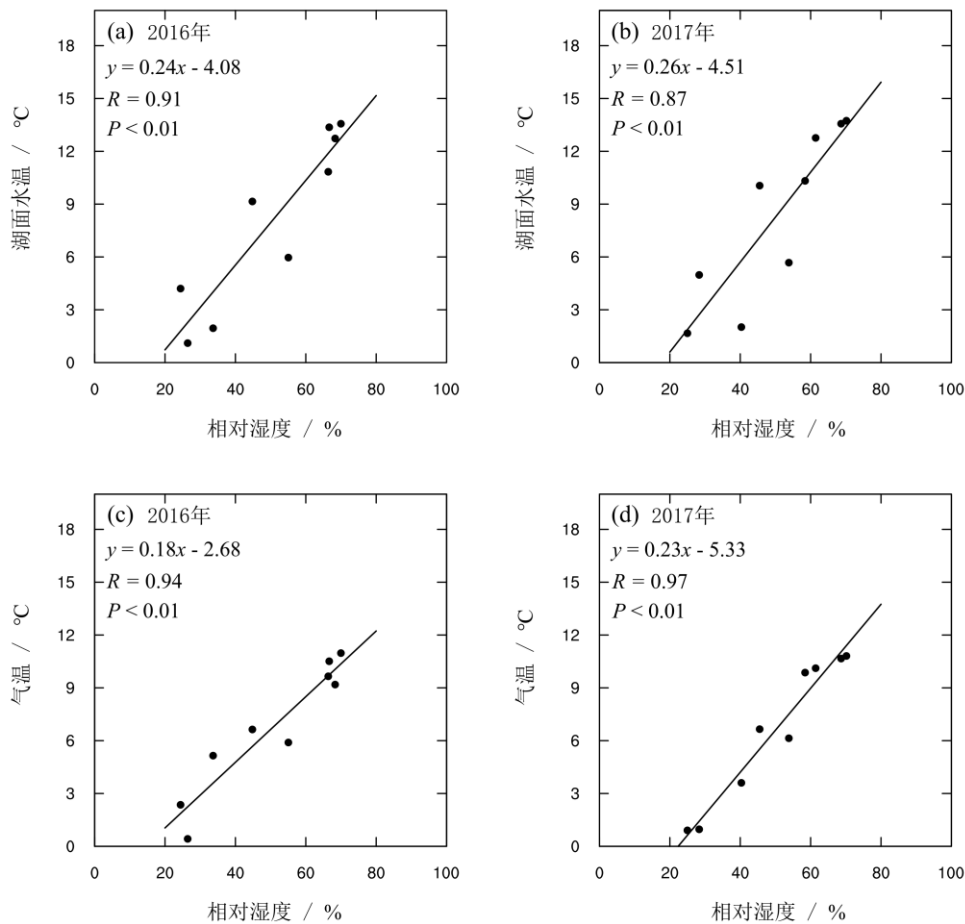 (a) 2016年
y = 0.24x - 4.08
R = 0.91
P < 0.01
湖面水温 / ℃
18
15
12
9
6
3
0
0 20 40 60 80 100
相对湿度 / %
(b) 2017年
y = 0.26x - 4.51
R = 0.87
P < 0.01
湖面水温 / ℃
18
15
12
9
6
3
0
0 20 40 60 80 100
相对湿度 / %
(c) 2016年
y = 0.18x - 2.68
R = 0.94
P < 0.01
气温 / ℃
18
15
12
9
6
3
0
0 20 40 60 80 100
相对湿度 / %
(d) 2017年
y = 0.23x - 5.33
R = 0.97
P < 0.01
气温 / ℃
18
15
12
9
6
3
0
0 20 40 60 80 100
相对湿度 / %